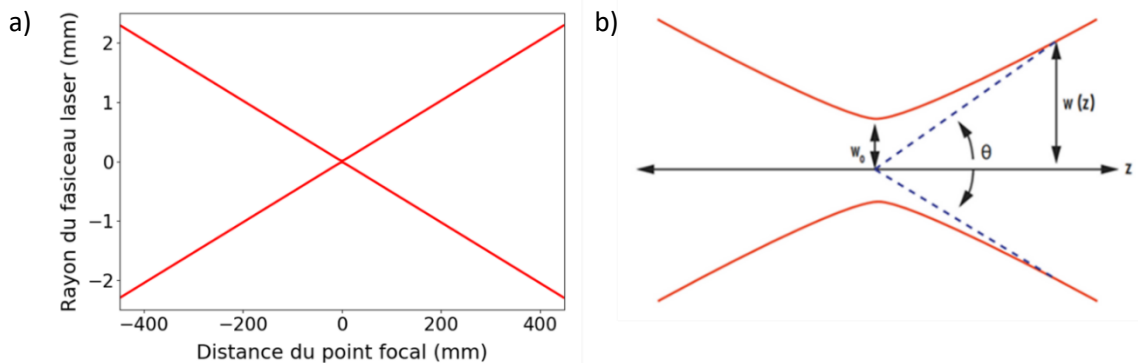 a)
Rayon du fasiceau laser (mm)
2
1
0
−1
−2
−400
−200
0
200
400
Distance du point focal (mm)
b)
w₀
θ
w (z)
z